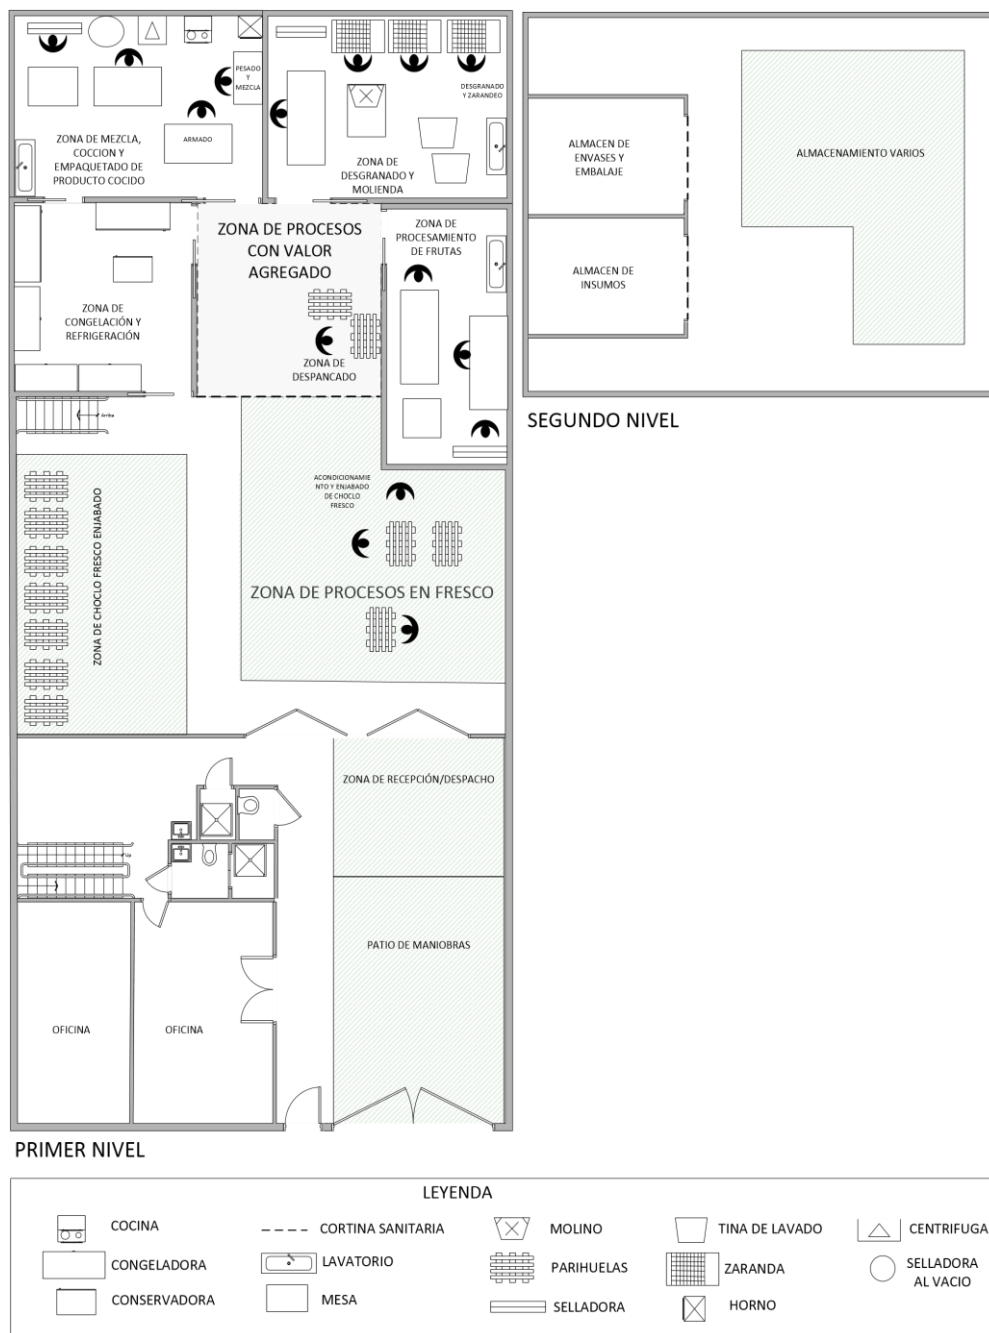 PESADO
Y
MEZCLA
ZONA DE MEZCLA,
COCCION Y
EMPAQUETADO DE
PRODUCTO COCIDO
ARMADO
DESGRANADO
Y ZARANDEO
ZONA DE
DESGRANADO Y
MOLIENDA
ZONA DE PROCESOS
CON VALOR
AGREGADO
ZONA DE
PROCESAMIENTO
DE FRUTAS
ZONA DE
CONGELACIÓN Y
REFRIGERACIÓN
ZONA DE
DESPANCADO
Arriba
ZONA DE CHOCLO FRESCO ENJABADO
ACONDICIONAMIE
NTO Y ENJABADO
DE CHOCLO
FRESCO
ZONA DE PROCESOS EN FRESCO
ZONA DE RECEPCIÓN/DESPACHO
Up
PATIO DE MANIOBRAS
OFICINA
OFICINA
PRIMER NIVEL
ALMACEN DE
ENVASES Y
EMBALAJE
ALMACENAMIENTO VARIOS
ALMACEN DE
INSUMOS
SEGUNDO NIVEL
LEYENDA
COCINA
CORTINA SANITARIA
MOLINO
TINA DE LAVADO
CENTRIFUGA
CONGELADORA
LAVATORIO
PARIHUELAS
ZARANDA
SELLADORA
AL VACIO
CONSERVADORA
MESA
SELLADORA
HORNO